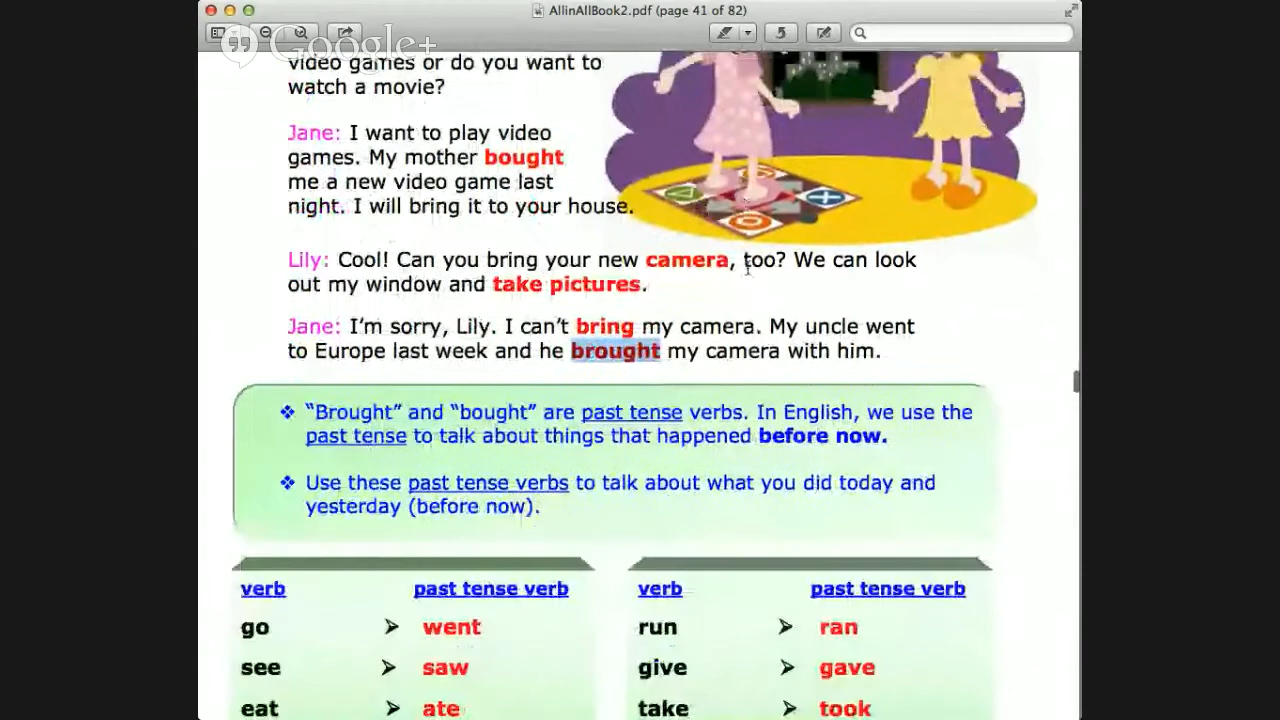 AllinAllBook2.pdf (page 41 of 82)
Google+
video games or do you want to
watch a movie?
Jane: I want to play video
games. My mother bought
me a new video game last
night. I will bring it to your house.
Lily: Cool! Can you bring your new camera, too? We can look
out my window and take pictures.
Jane: I'm sorry, Lily. I can't bring my camera. My uncle went
to Europe last week and he brought my camera with him.
❖ "Brought" and "bought" are past tense verbs. In English, we use the
past tense to talk about things that happened before now.
❖ Use these past tense verbs to talk about what you did today and
yesterday (before now).
verb past tense verb verb past tense verb
go ➢ went run ➢ ran
see ➢ saw give ➢ gave
eat ➢ ate take ➢ took